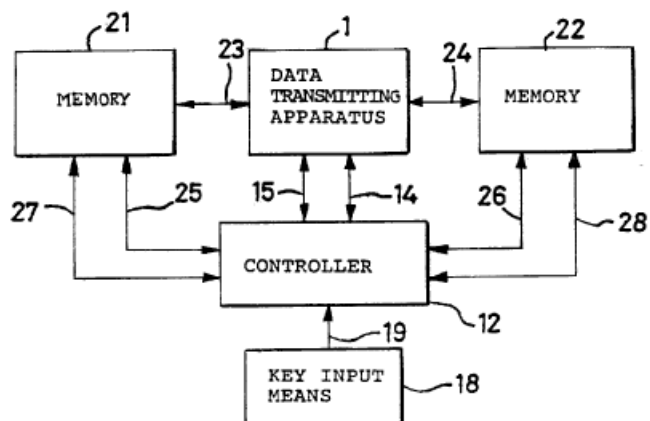 21
1
22
23
24
MEMORY
DATA
TRANSMITTING
APPARATUS
MEMORY
27
25
15
14
26
28
CONTROLLER
12
19
KEY INPUT
MEANS
18